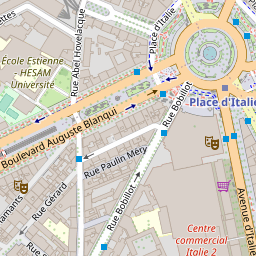 Place d'Italie
Rue Abel Hovelacque
École Estienne
- HESAM
Université
Place d'Italie
Rue Bobillot
Boulevard Auguste Blanqui
Rue Paulin Méry
Rue Gérard
Rue Bobillot
Centre
commercial
Italie 2
Avenue d'Italie